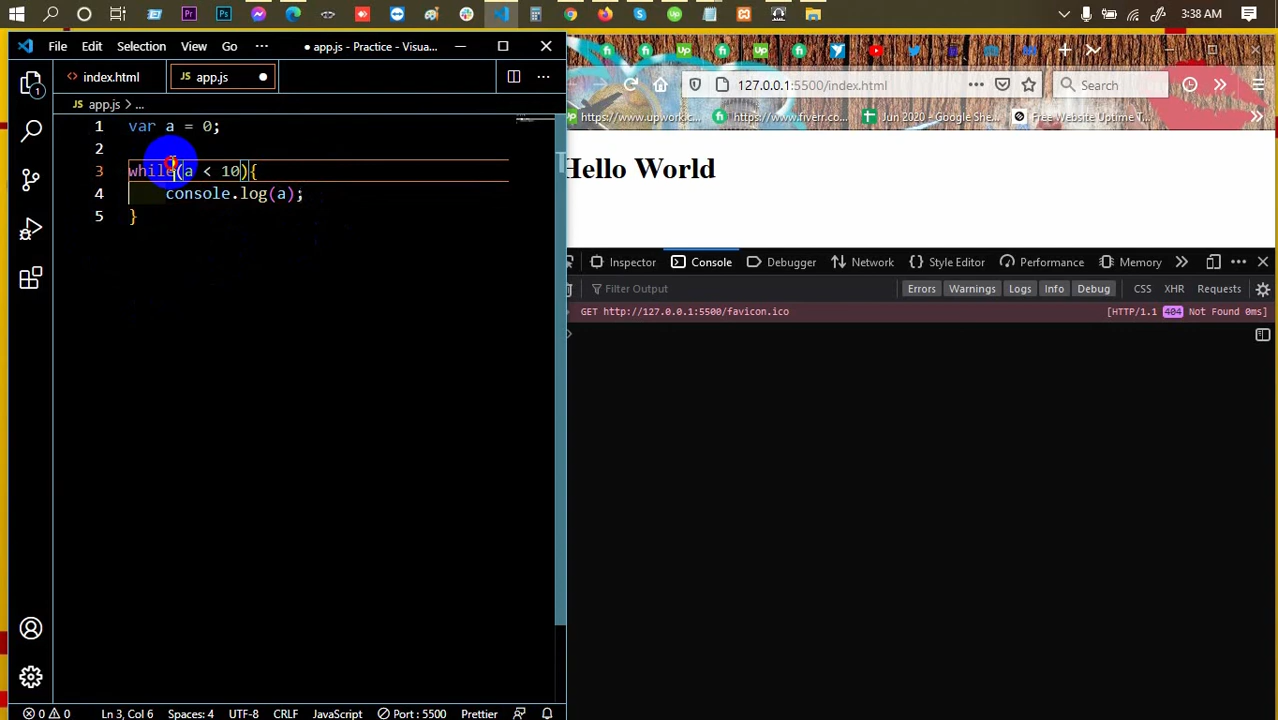 3:38 AM
File Edit Selection View Go ... ● app.js - Practice - Visua...
index.html app.js
app.js > ...
1 var a = 0;
2
3 while(a < 10){
4 console.log(a);
5 }
Ln 3, Col 6 Spaces: 4 UTF-8 CRLF JavaScript Port : 5500 Prettier
0 0
1
127.0.0.1:5500/index.html
Search
https://www.upwork.c... https://www.fiverr.co... Jun 2020 - Google She... Free Website Uptime T...
Hello World
Inspector Console Debugger Network Style Editor Performance Memory
Filter Output Errors Warnings Logs Info Debug CSS XHR Requests
GET http://127.0.0.1:5500/favicon.ico [HTTP/1.1 404 Not Found 0ms]